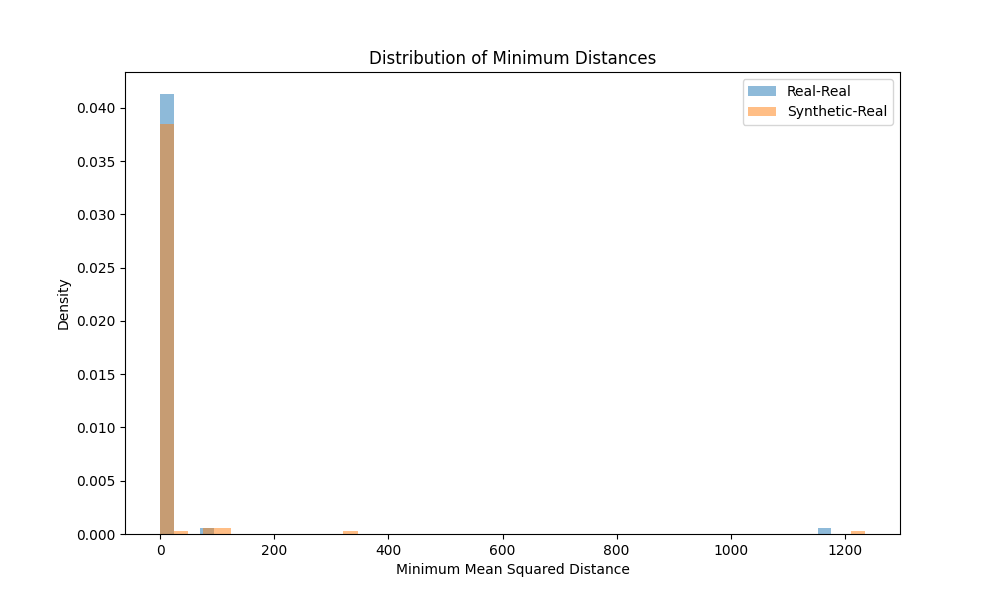 Distribution of Minimum Distances
Real-Real
Synthetic-Real
0.040
0.035
0.030
0.025
0.020
0.015
0.010
0.005
0.000
Density
0 200 400 600 800 1000 1200
Minimum Mean Squared Distance